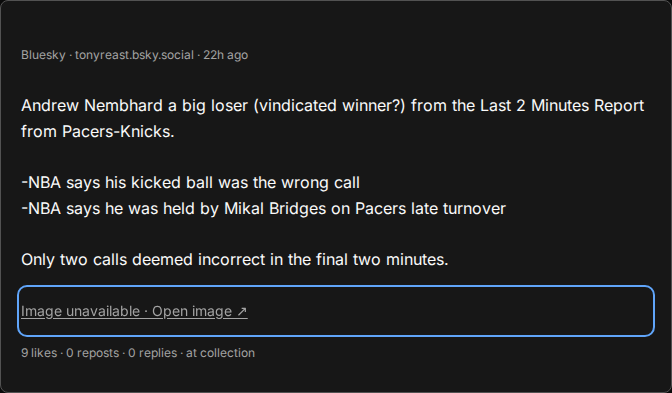 Bluesky · tonyreast.bsky.social · 22h ago
Andrew Nembhard a big loser (vindicated winner?) from the Last 2 Minutes Report
from Pacers-Knicks.
-NBA says his kicked ball was the wrong call
-NBA says he was held by Mikal Bridges on Pacers late turnover
Only two calls deemed incorrect in the final two minutes.
Image unavailable · Open image ↗
9 likes · 0 reposts · 0 replies · at collection